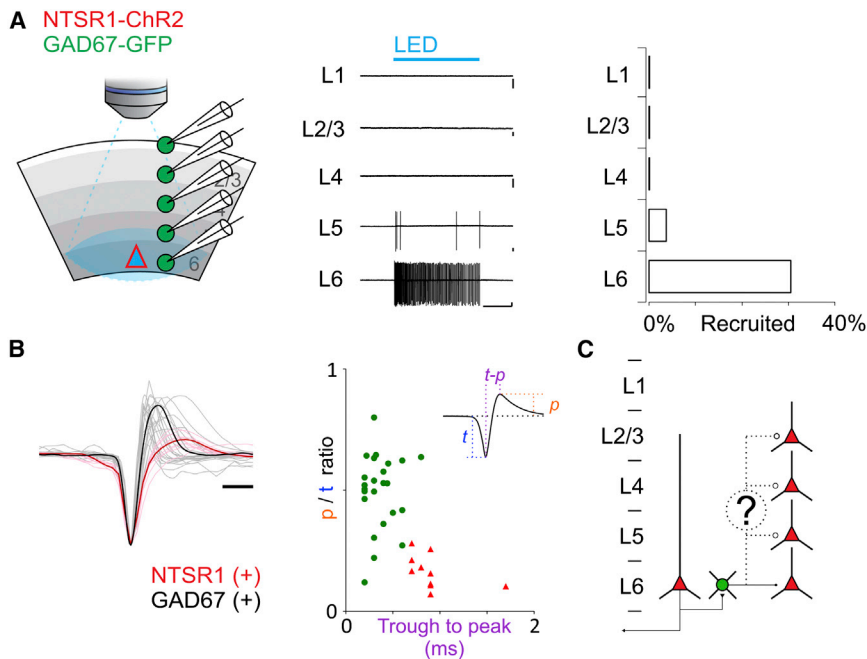 A
NTSR1-ChR2
GAD67-GFP
2/3
4
6
LED
L1
L2/3
L4
L5
L6
L1
L2/3
L4
L5
L6
0% Recruited 40%
B
NTSR1 (+)
GAD67 (+)
1
p / t ratio
0
0 Trough to peak 2
(ms)
t-p
p
t
C
L1
L2/3
L4
L5
L6
?